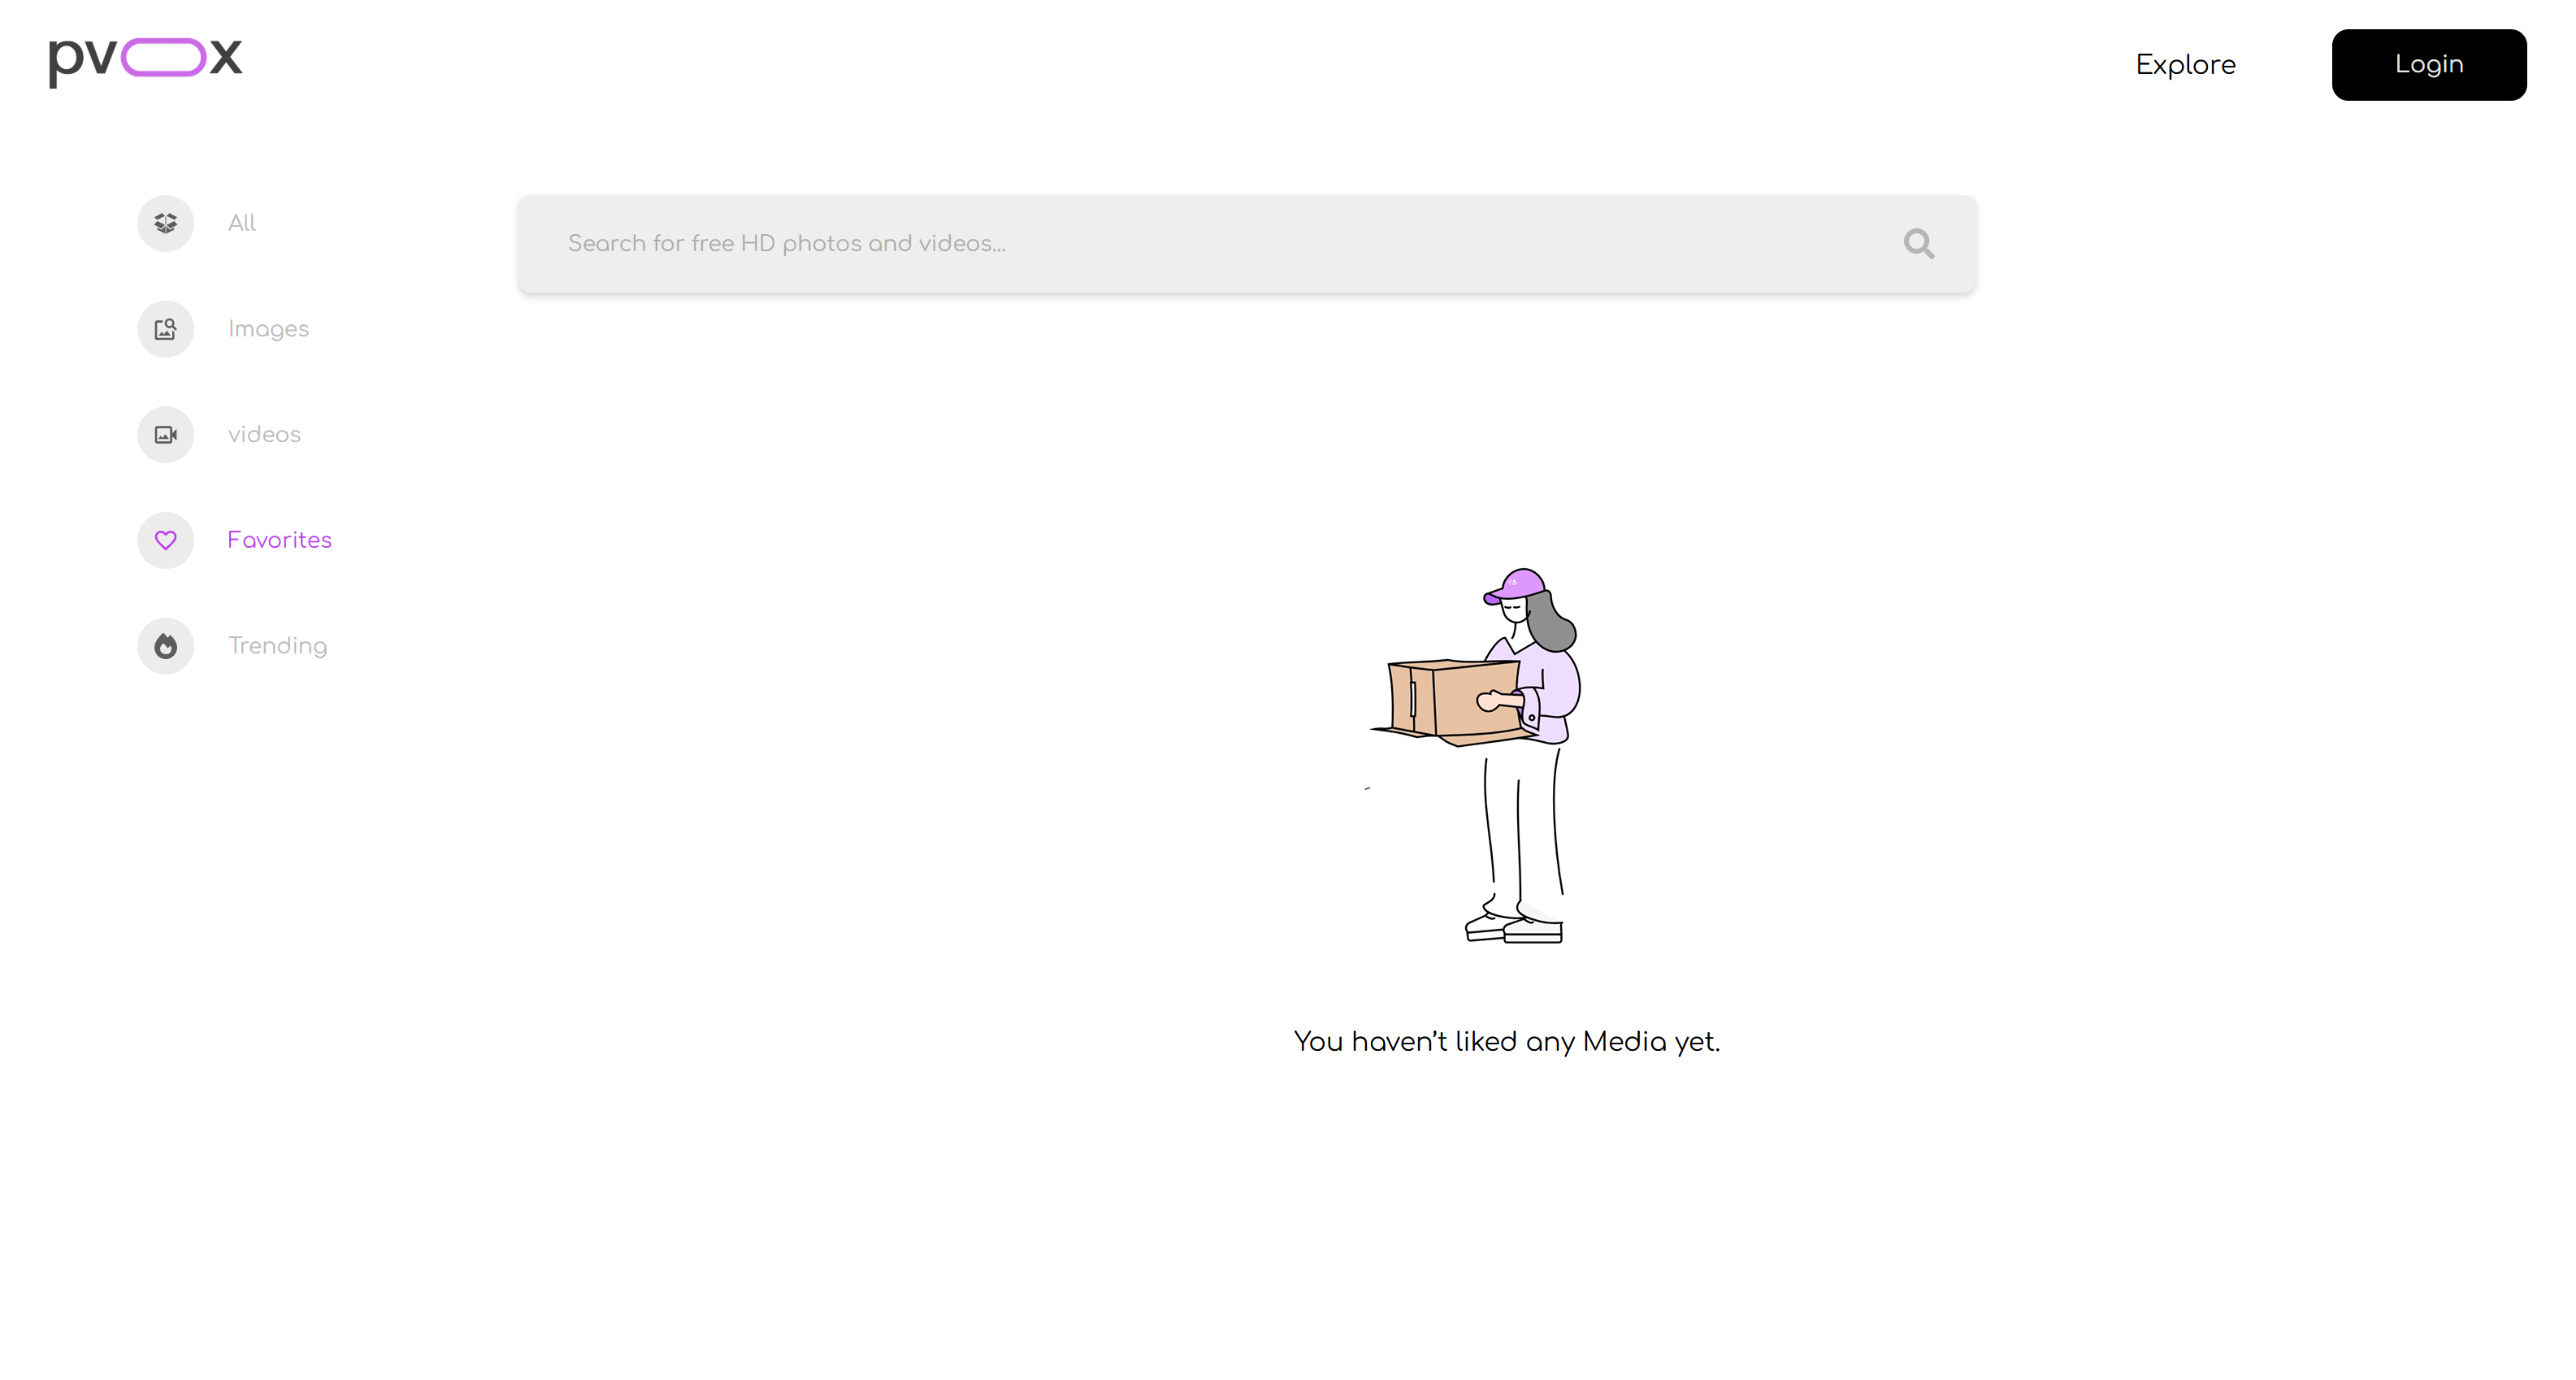 pvox
Explore
Login
All
Search for free HD photos and videos...
Images
videos
Favorites
Trending
You haven't liked any Media yet.